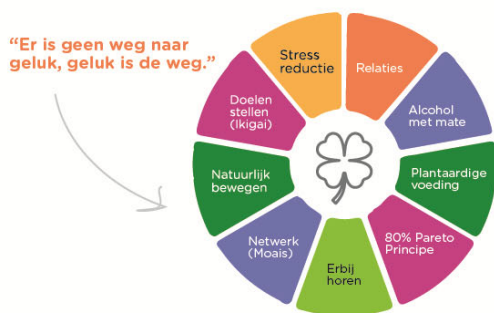 “Er is geen weg naar
geluk, geluk is de weg.”
Stress
reductie
Relaties
Alcohol
met mate
Plantaardige
voeding
80% Pareto
Principe
Erbij
horen
Netwerk
(Moais)
Natuurlijk
bewegen
Doelen
stellen
(Ikigai)